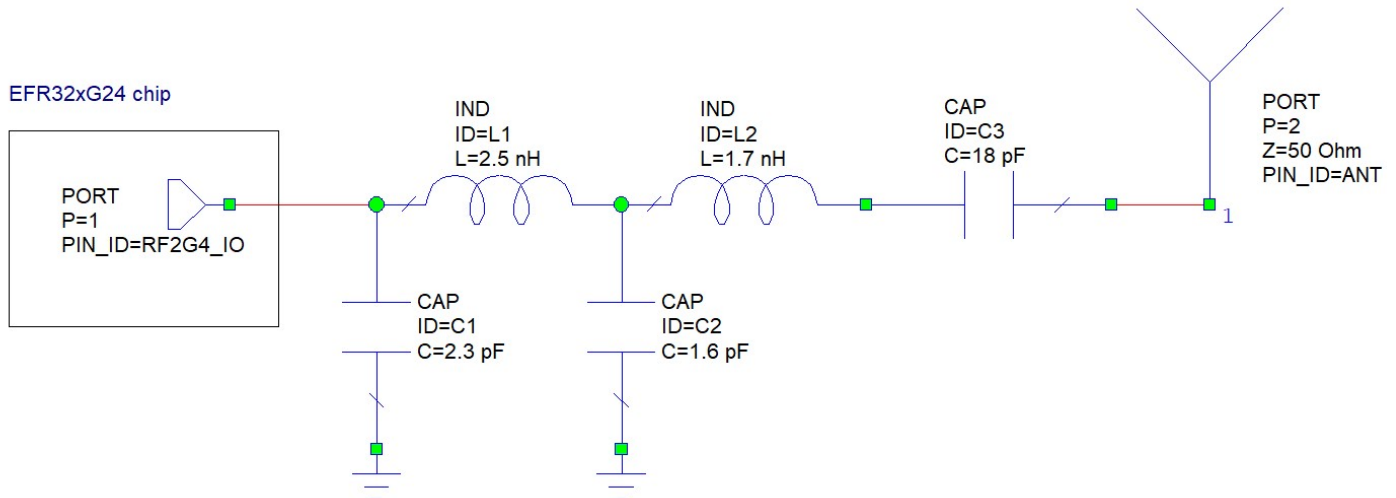 EFR32xG24 chip
PORT
P=1
PIN_ID=RF2G4_IO
IND
ID=L1
L=2.5 nH
IND
ID=L2
L=1.7 nH
CAP
ID=C3
C=18 pF
PORT
P=2
Z=50 Ohm
PIN_ID=ANT
1
CAP
ID=C1
C=2.3 pF
CAP
ID=C2
C=1.6 pF